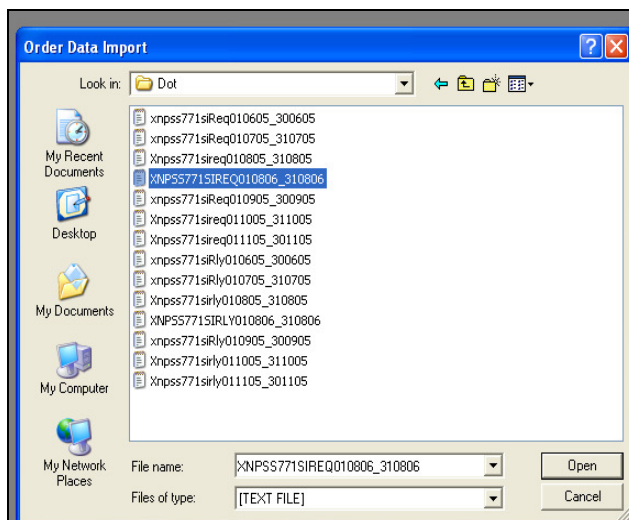 Order Data Import
Look in: Dot
xnpss771siReq010605_300605
xnpss771siReq010705_310705
Xnpss771sireq010805_310805
XNPSS771SIREQ010806_310806
xnpss771siReq010905_300905
Xnpss771sireq011005_311005
Xnpss771sireq011105_301105
xnpss771siRly010605_300605
xnpss771siRly010705_310705
Xnpss771sirly010805_310805
XNPSS771SIRLY010806_310806
xnpss771siRly010905_300905
Xnpss771sirly011005_311005
Xnpss771sirly011105_301105
My Recent
Documents
Desktop
My Documents
My Computer
My Network
Places
File name: XNPSS771SIREQ010806_310806 Open
Files of type: [TEXT FILE] Cancel